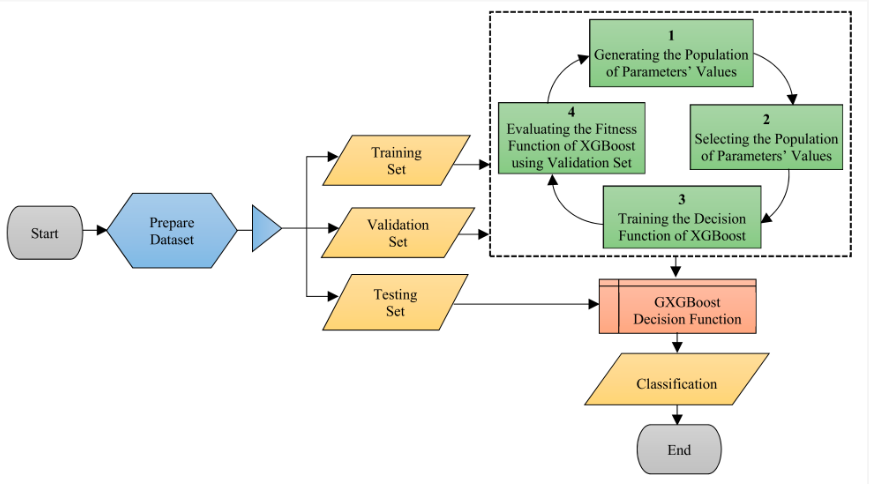 Start
Prepare
Dataset
Training
Set
Validation
Set
Testing
Set
1
Generating the Population
of Parameters' Values
2
Selecting the Population
of Parameters' Values
3
Training the Decision
Function of XGBoost
4
Evaluating the Fitness
Function of XGBoost
using Validation Set
GXGBoost
Decision Function
Classification
End